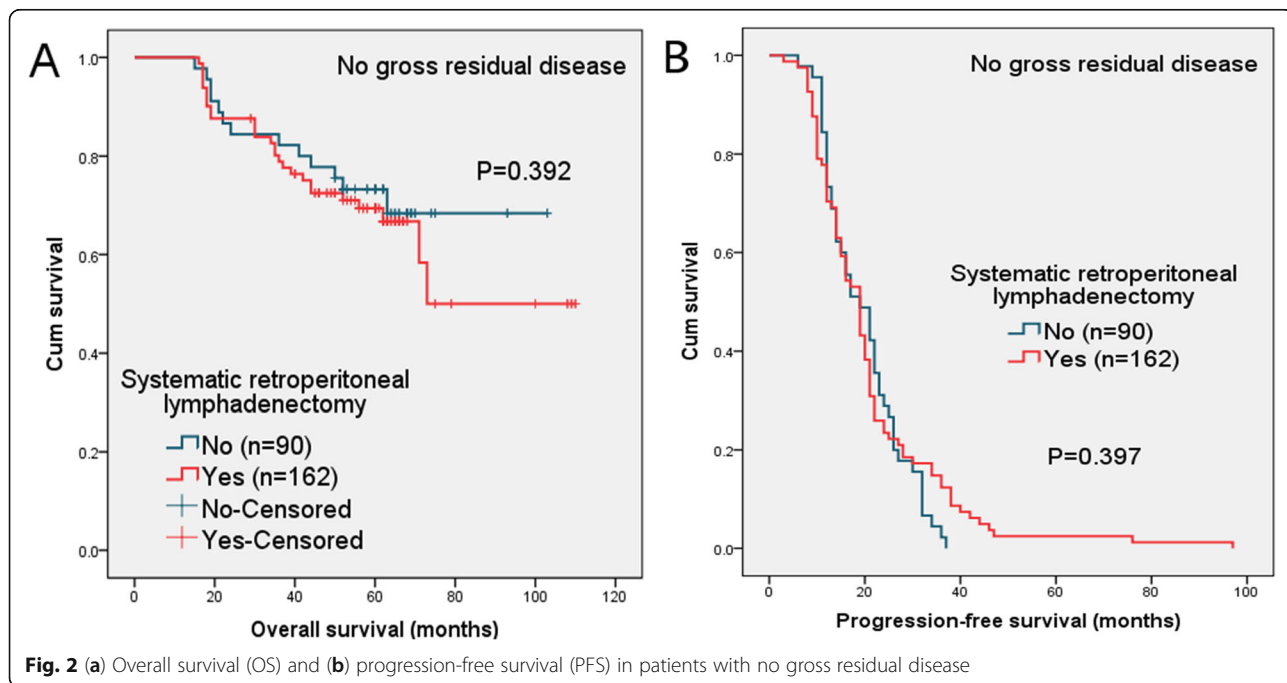 A
No gross residual disease
P=0.392
Cum survival
1.0
0.8
0.6
0.4
0.2
0.0
Systematic retroperitoneal
lymphadenectomy
No (n=90)
Yes (n=162)
No-Censored
Yes-Censored
0 20 40 60 80 100 120
Overall survival (months)
B
No gross residual disease
Cum survival
1.0
0.8
0.6
0.4
0.2
0.0
Systematic retroperitoneal
lymphadenectomy
No (n=90)
Yes (n=162)
P=0.397
0 20 40 60 80 100
Progression-free survival (months)
Fig. 2 (a) Overall survival (OS) and (b) progression-free survival (PFS) in patients with no gross residual disease